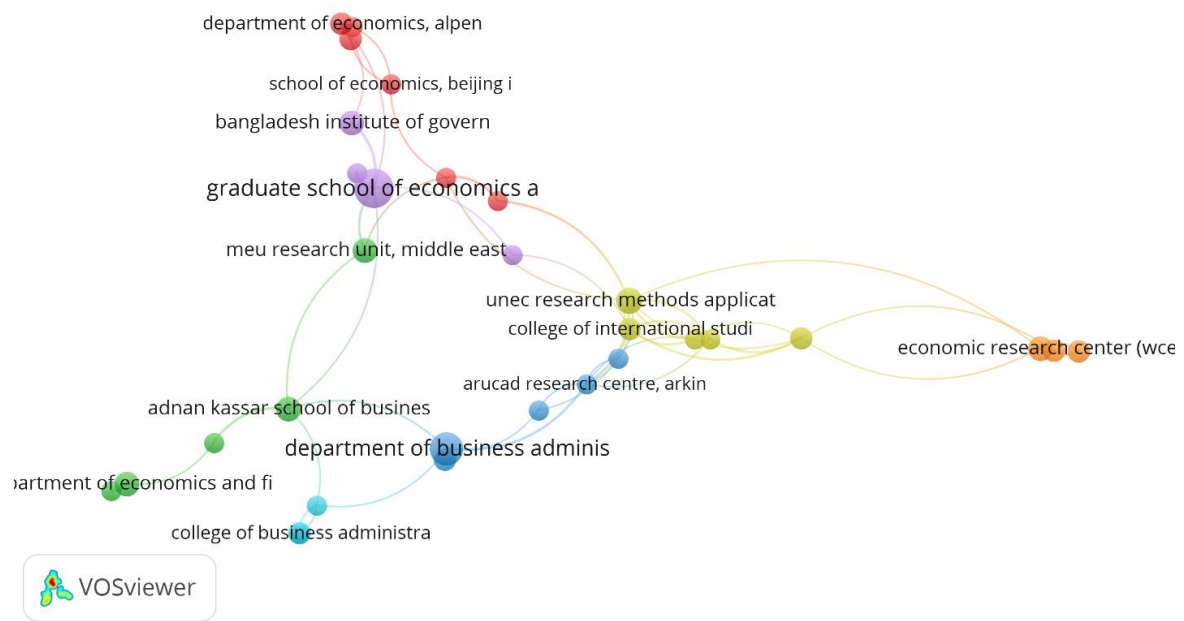 department of economics, alpen
school of economics, beijing i
bangladesh institute of govern
graduate school of economics a
meu research unit, middle east
unec research methods applicat
college of international studi
economic research center (wce
arucad research centre, arkin
adnan kassar school of busines
department of business adminis
partment of economics and fi
college of business administra
VOSviewer